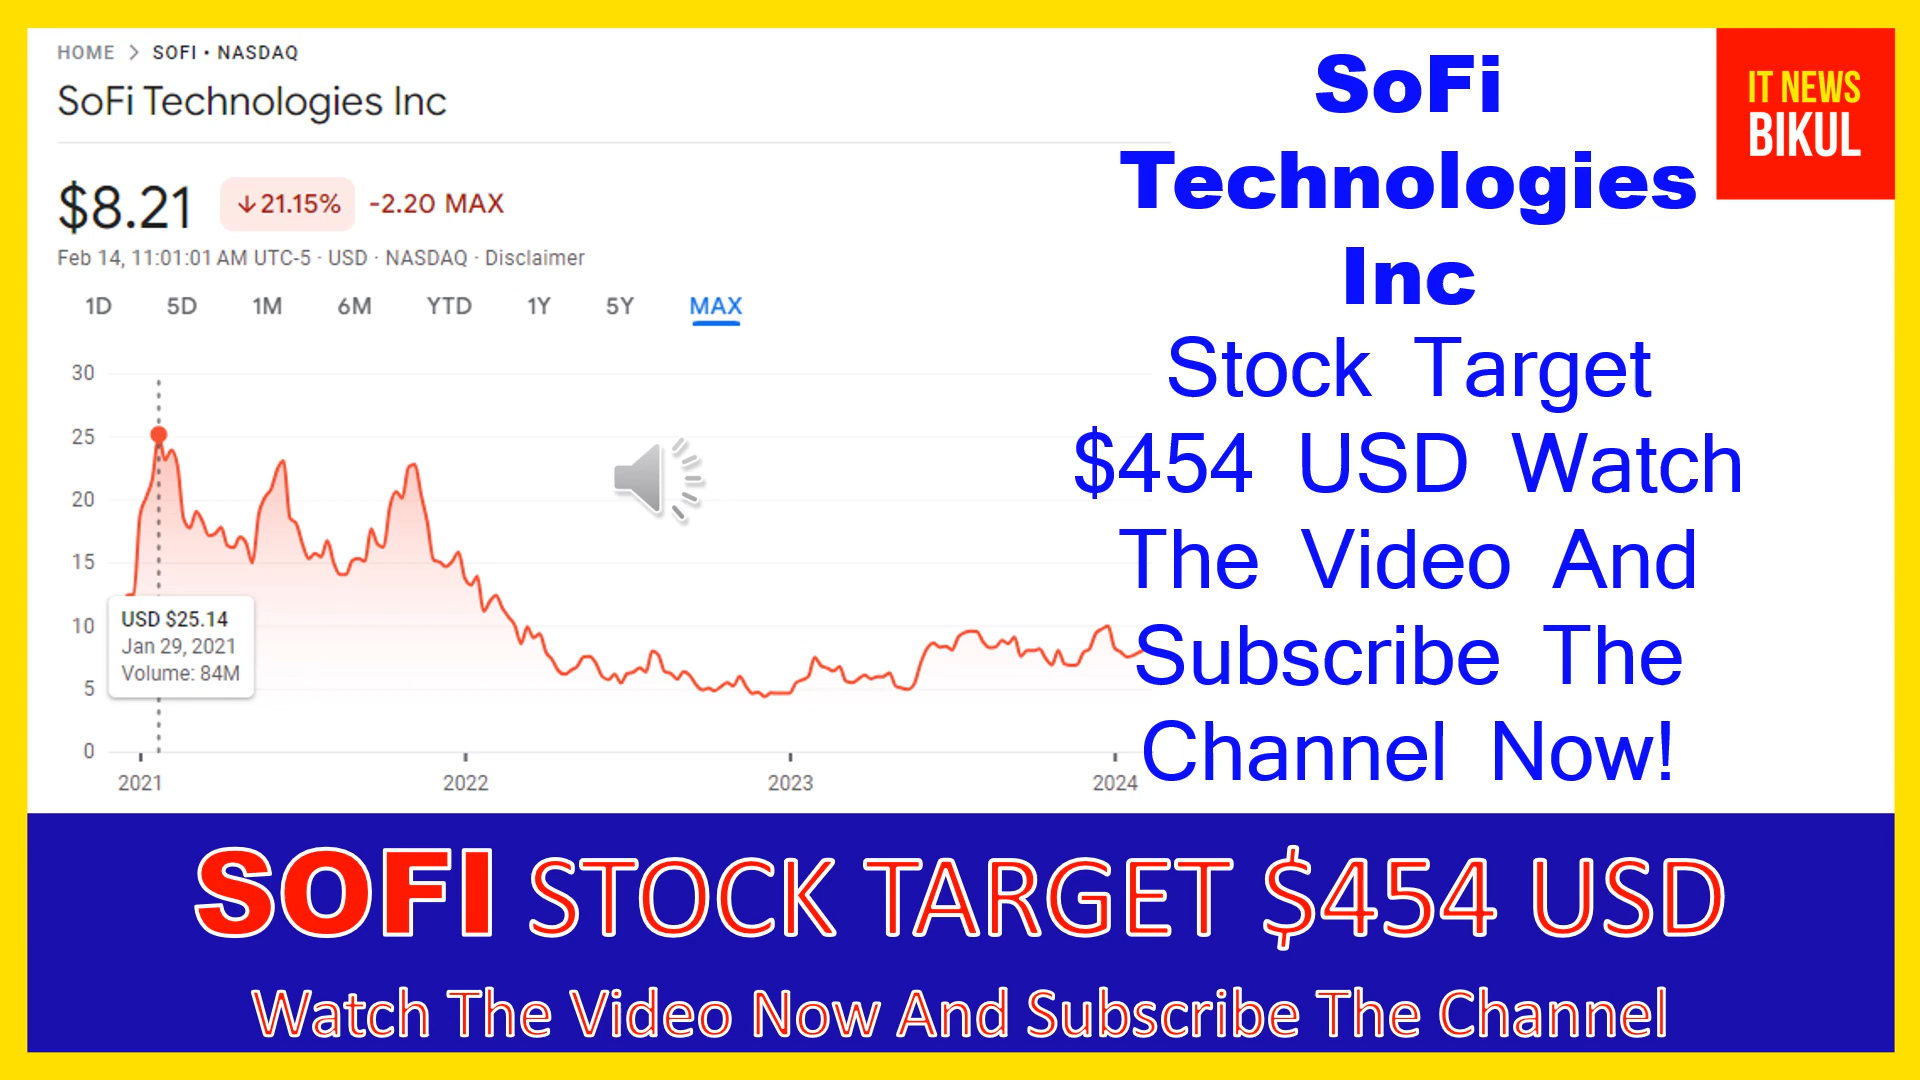 HOME > SOFI • NASDAQ
SoFi Technologies Inc
$8.21 ↓21.15% -2.20 MAX
Feb 14, 11:01:01 AM UTC-5 · USD · NASDAQ · Disclaimer
1D 5D 1M 6M YTD 1Y 5Y MAX
30
25
20
15
10
5
0
USD $25.14
Jan 29, 2021
Volume: 84M
2021 2022 2023 2024
SoFi
Technologies
Inc
Stock Target
$454 USD Watch
The Video And
Subscribe The
Channel Now!
IT NEWS
BIKUL
SOFI STOCK TARGET $454 USD
Watch The Video Now And Subscribe The Channel